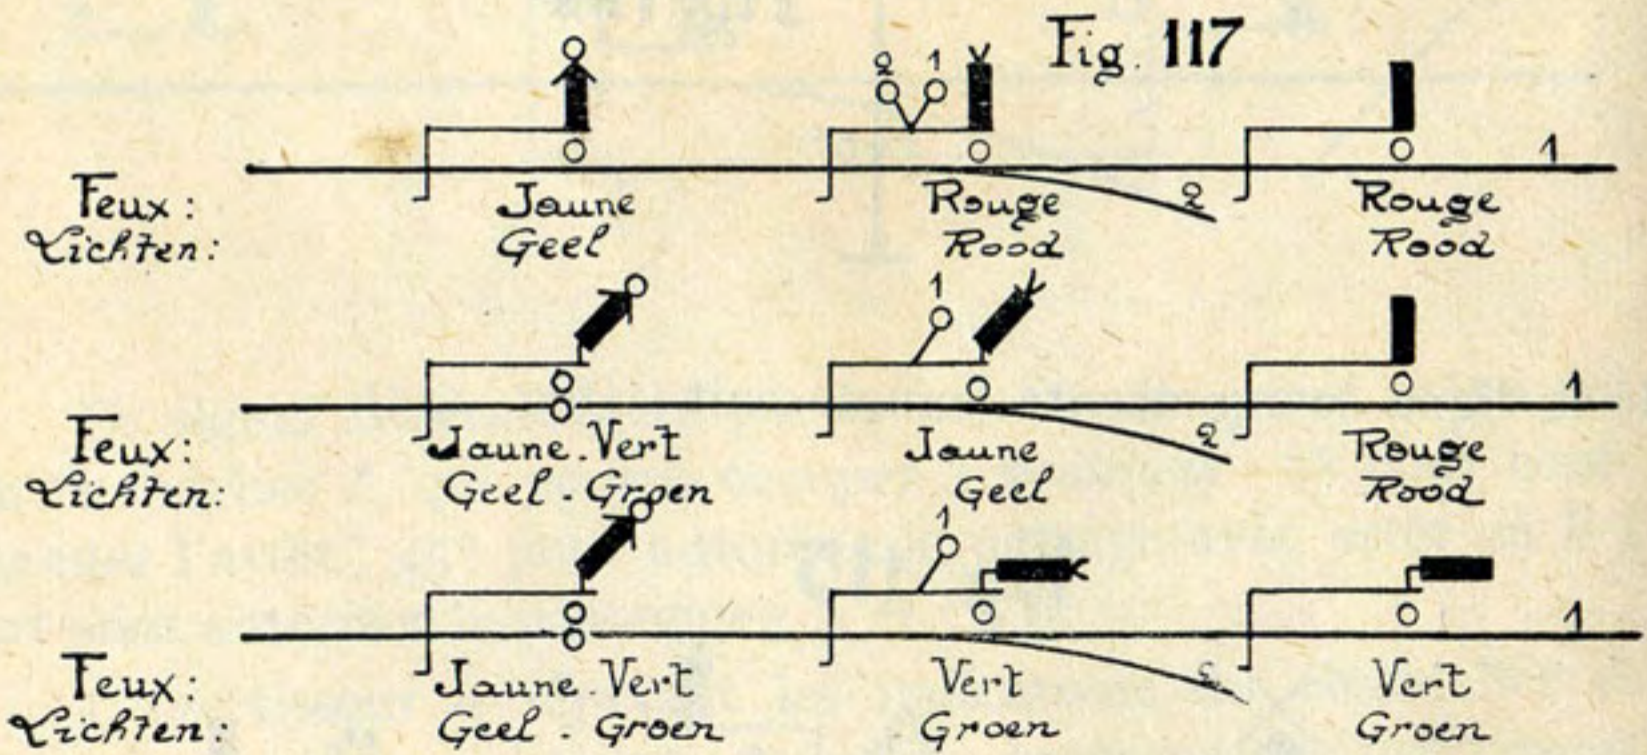 Fig. 117
2 1
1
2
Feux: Jaune Rouge Rouge
Lichten: Geel Rood Rood
1
1
2
Feux: Jaune.Vert Jaune Rouge
Lichten: Geel - Groen Geel Rood
1
1
Feux: Jaune.Vert Vert Vert
Lichten: Geel - Groen Groen Groen